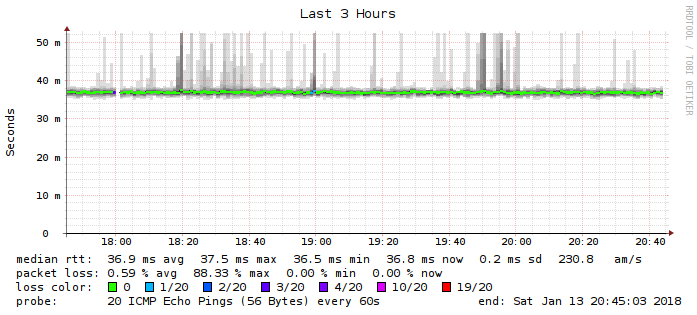 Last 3 Hours
RRDTOOL / TOBI OETIKER
Seconds
50 m
40 m
30 m
20 m
10 m
0
18:00 18:20 18:40 19:00 19:20 19:40 20:00 20:20 20:40
median rtt: 36.9 ms avg 37.5 ms max 36.5 ms min 36.8 ms now 0.2 ms sd 230.8 am/s
packet loss: 0.59 % avg 88.33 % max 0.00 % min 0.00 % now
loss color: 0 1/20 2/20 3/20 4/20 10/20 19/20
probe: 20 ICMP Echo Pings (56 Bytes) every 60s end: Sat Jan 13 20:45:03 2018